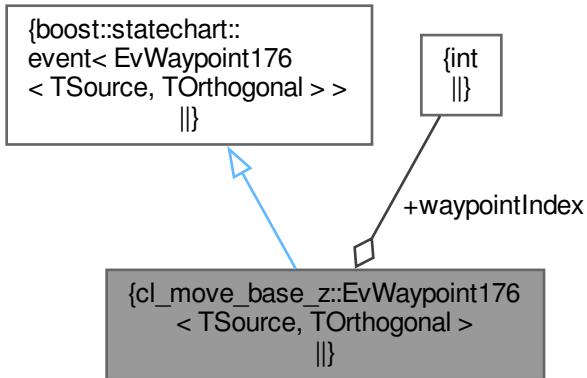 {boost::statechart::
event< EvWaypoint176
< TSource, TOrthogonal > >
||}
{int
||}
+waypointIndex
{cl_move_base_z::EvWaypoint176
< TSource, TOrthogonal >
||}